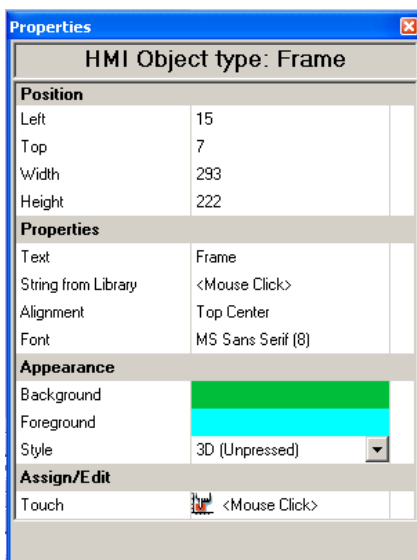 Properties
HMI Object type: Frame
Position
Left 15
Top 7
Width 293
Height 222
Properties
Text Frame
String from Library <Mouse Click>
Alignment Top Center
Font MS Sans Serif (8)
Appearance
Background
Foreground
Style 3D (Unpressed)
Assign/Edit
Touch <Mouse Click>